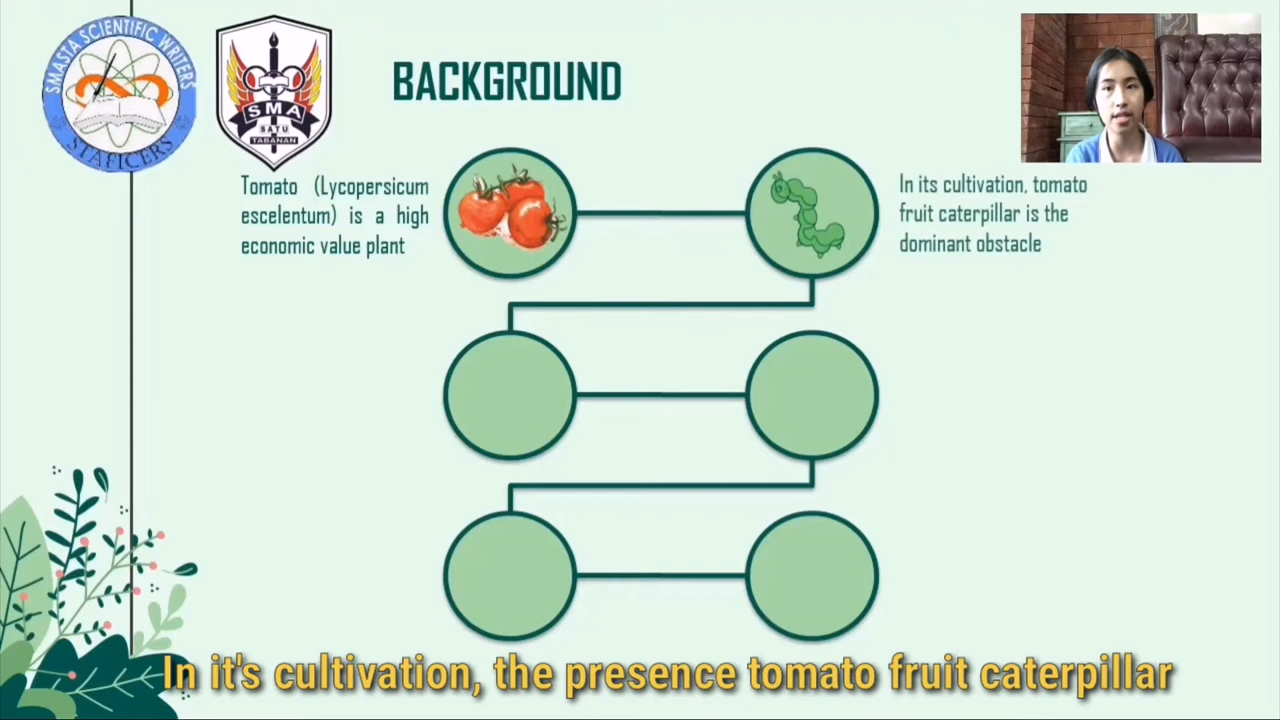 SMASTA SCIENTIFIC WRITERS
STAFICERS
SMA
SATU
TABANAN
BACKGROUND
Tomato (Lycopersicum
escelentum) is a high
economic value plant
In its cultivation, tomato
fruit caterpillar is the
dominant obstacle
In it's cultivation, the presence tomato fruit caterpillar